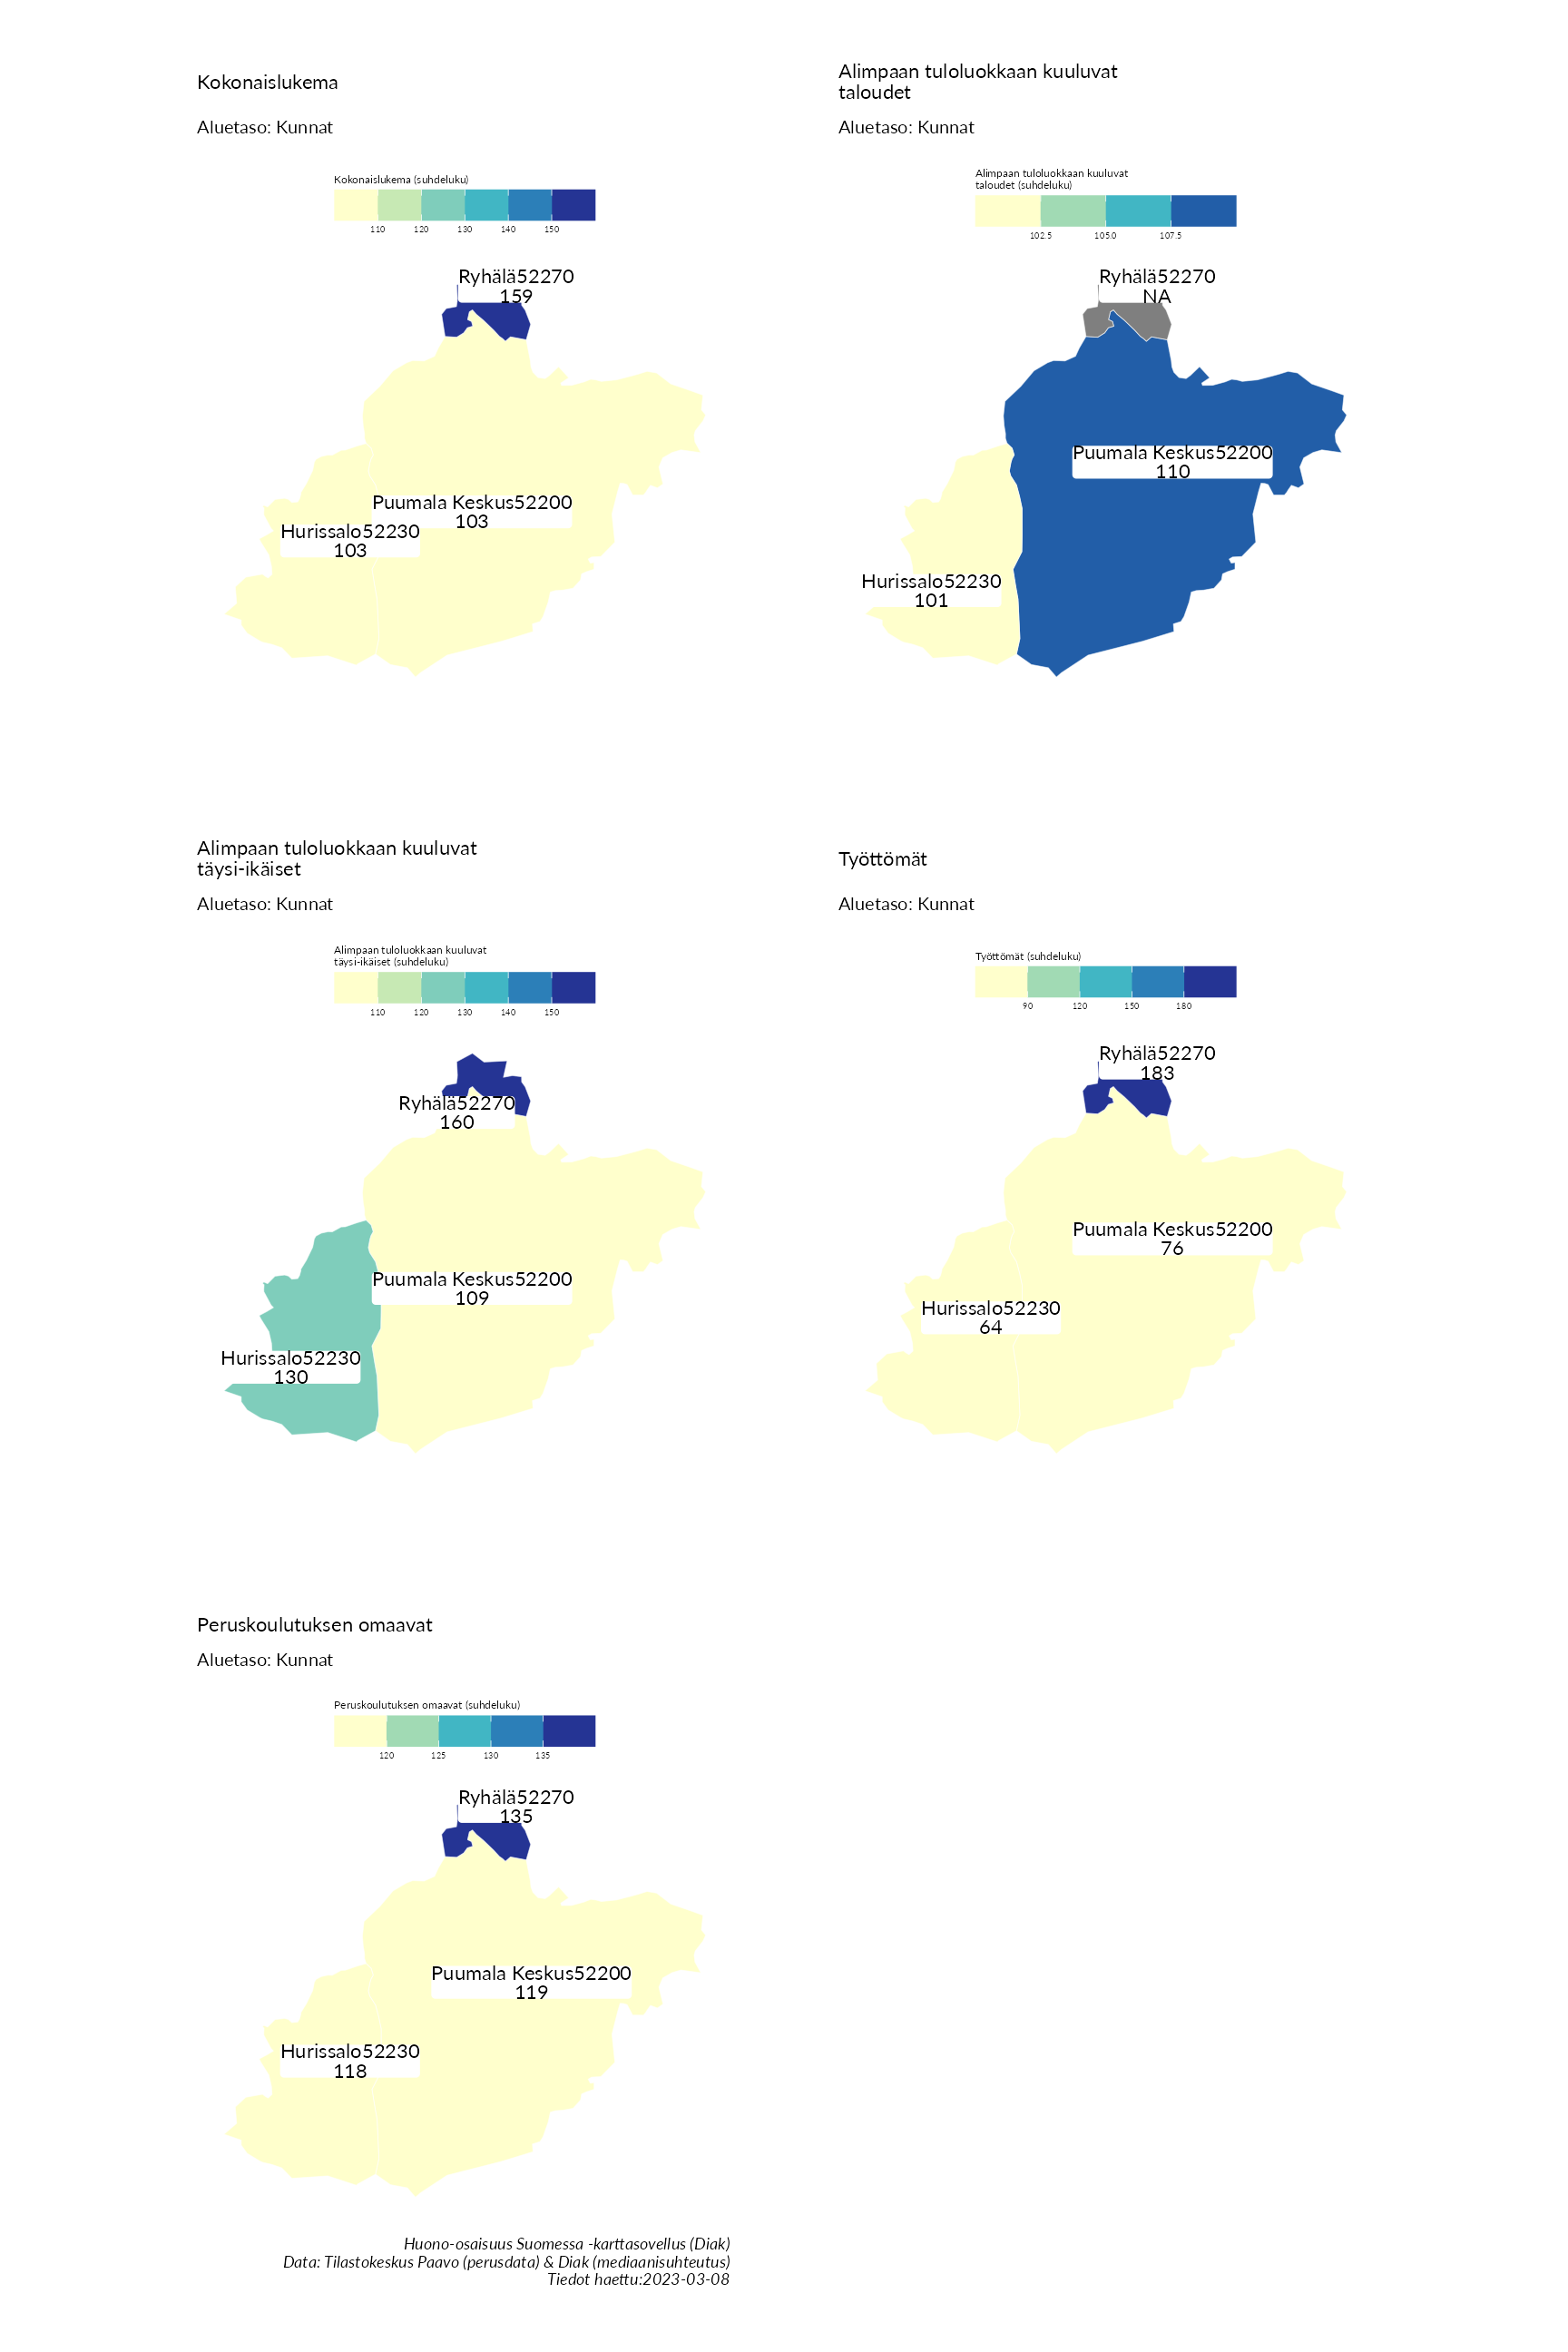 Kokonaislukema
Aluetaso: Kunnat
Kokonaislukema (suhdeluku)
110 120 130 140 150
Ryhälä52270
159
Puumala Keskus52200
103
Hurissalo52230
103
Alimpaan tuloluokkaan kuuluvat
taloudet
Aluetaso: Kunnat
Alimpaan tuloluokkaan kuuluvat
taloudet (suhdeluku)
102.5 105.0 107.5
Ryhälä52270
NA
Puumala Keskus52200
110
Hurissalo52230
101
Alimpaan tuloluokkaan kuuluvat
täysi-ikäiset
Aluetaso: Kunnat
Alimpaan tuloluokkaan kuuluvat
täysi-ikäiset (suhdeluku)
110 120 130 140 150
Ryhälä52270
160
Puumala Keskus52200
109
Hurissalo52230
130
Työttömät
Aluetaso: Kunnat
Työttömät (suhdeluku)
90 120 150 180
Ryhälä52270
183
Puumala Keskus52200
76
Hurissalo52230
64
Peruskoulutuksen omaavat
Aluetaso: Kunnat
Peruskoulutuksen omaavat (suhdeluku)
120 125 130 135
Ryhälä52270
135
Puumala Keskus52200
119
Hurissalo52230
118
Huono-osaisuus Suomessa -karttasovellus (Diak)
Data: Tilastokeskus Paavo (perusdata) & Diak (mediaanisuhteutus)
Tiedot haettu:2023-03-08